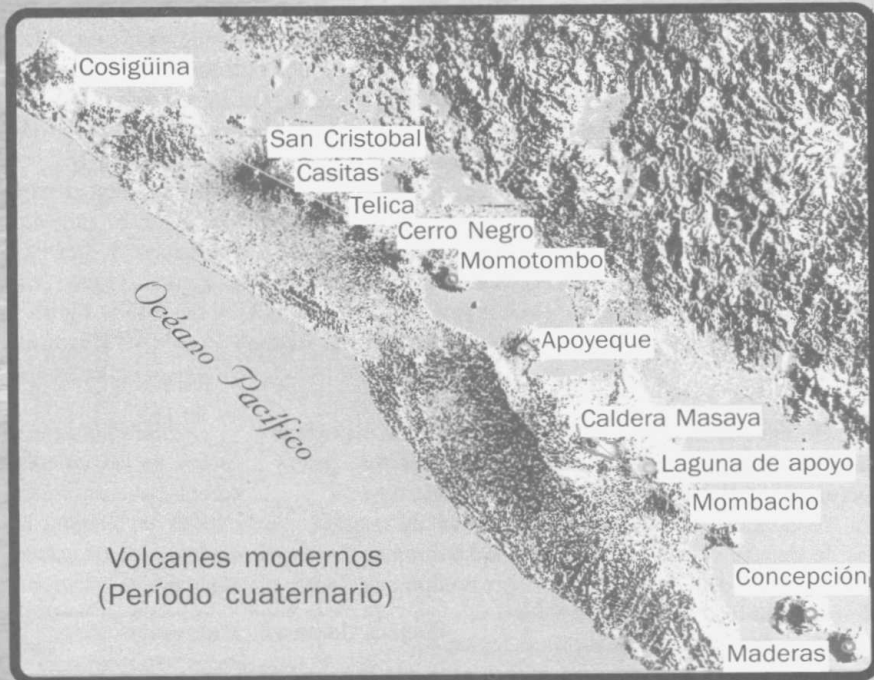 Cosigüina
San Cristobal
Casitas
Telica
Cerro Negro
Momotombo
Océano Pacífico
Apoyeque
Caldera Masaya
Laguna de apoyo
Mombacho
Volcanes modernos
(Período cuaternario)
Concepción
Maderas